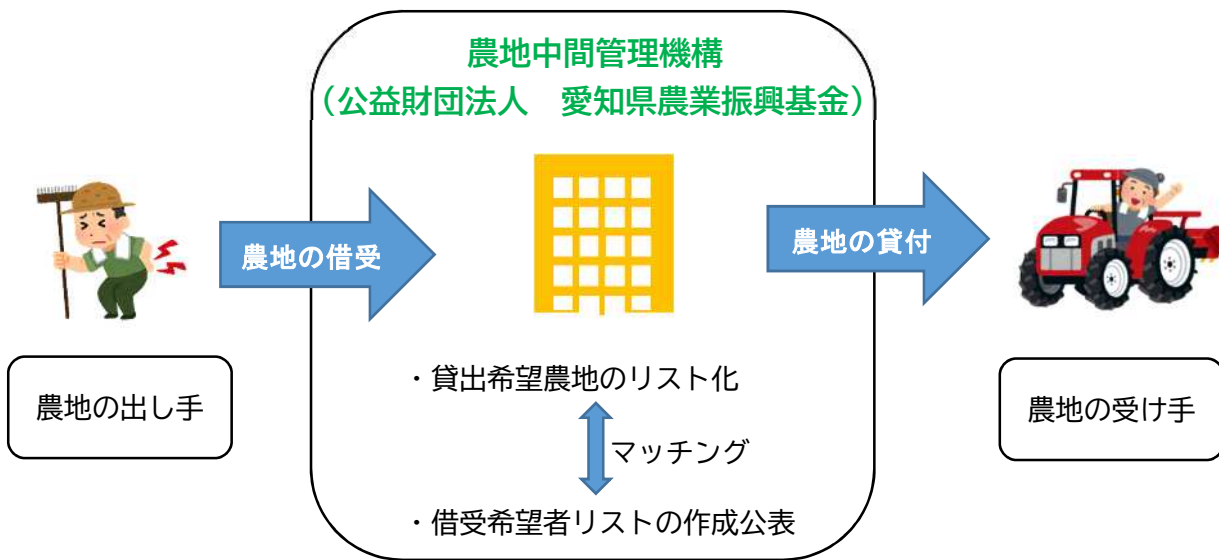 農地中間管理機構
（公益財団法人　愛知県農業振興基金）
農地の借受
農地の貸付
農地の出し手
・貸出希望農地のリスト化
マッチング
・借受希望者リストの作成公表
農地の受け手